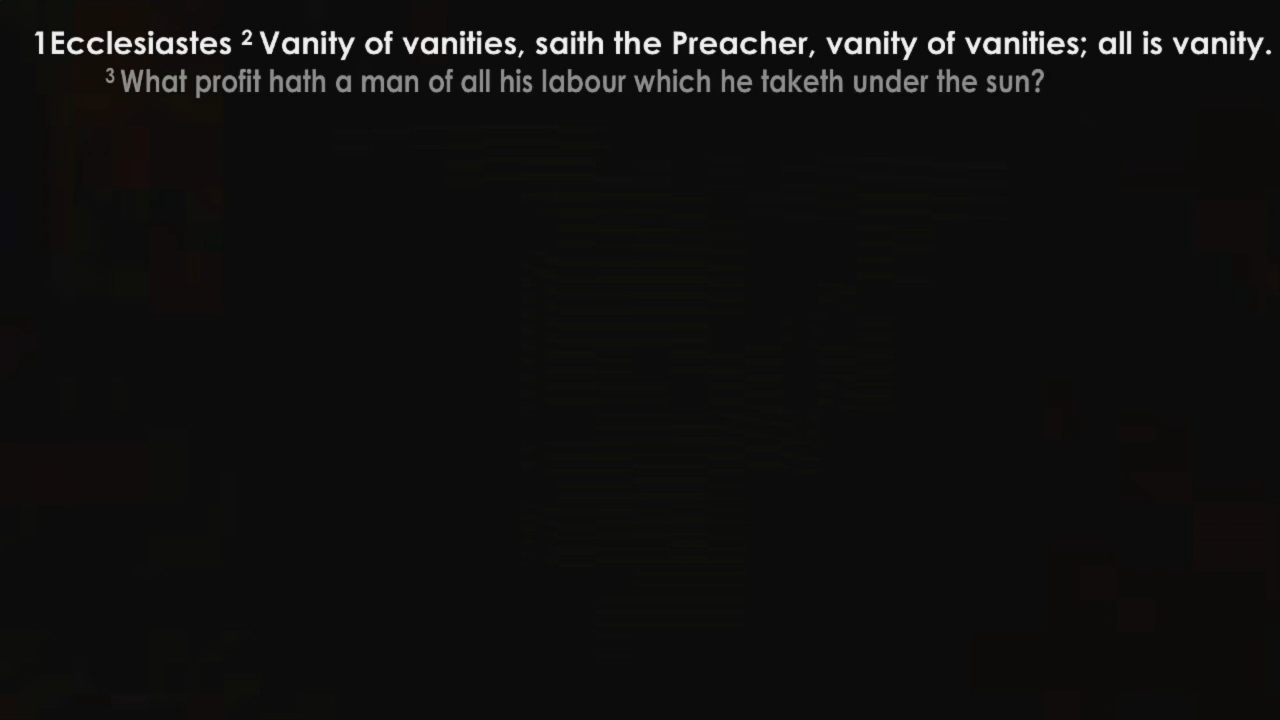 1Ecclesiastes ² Vanity of vanities, saith the Preacher, vanity of vanities; all is vanity.
³ What profit hath a man of all his labour which he taketh under the sun?